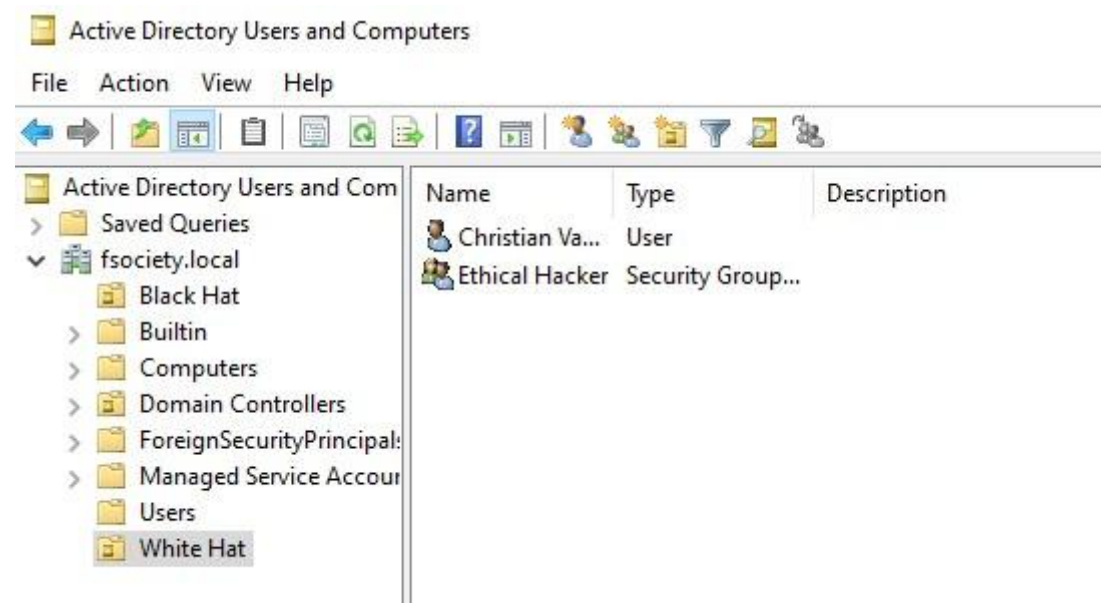 Active Directory Users and Computers
File Action View Help
Active Directory Users and Com
Saved Queries
fsociety.local
Black Hat
Builtin
Computers
Domain Controllers
ForeignSecurityPrincipals
Managed Service Accour
Users
White Hat
Name Type Description
Christian Va... User
Ethical Hacker Security Group...